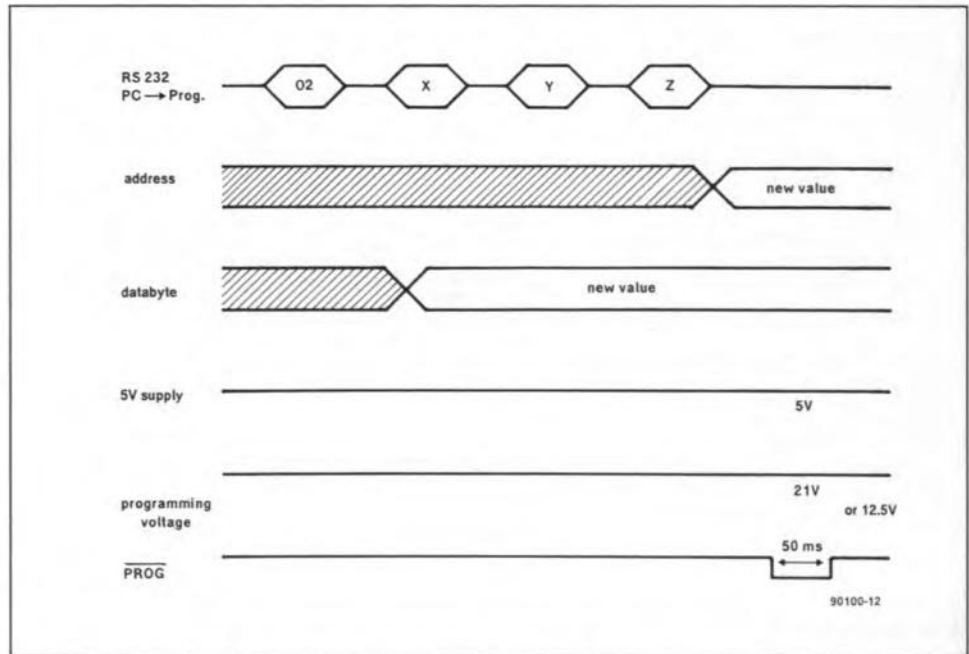 RS 232
PC → Prog.
02 X Y Z
address
new value
databyte
new value
5V supply
5V
programming
voltage
21V
or 12.5V
PROG
50 ms
90100-12